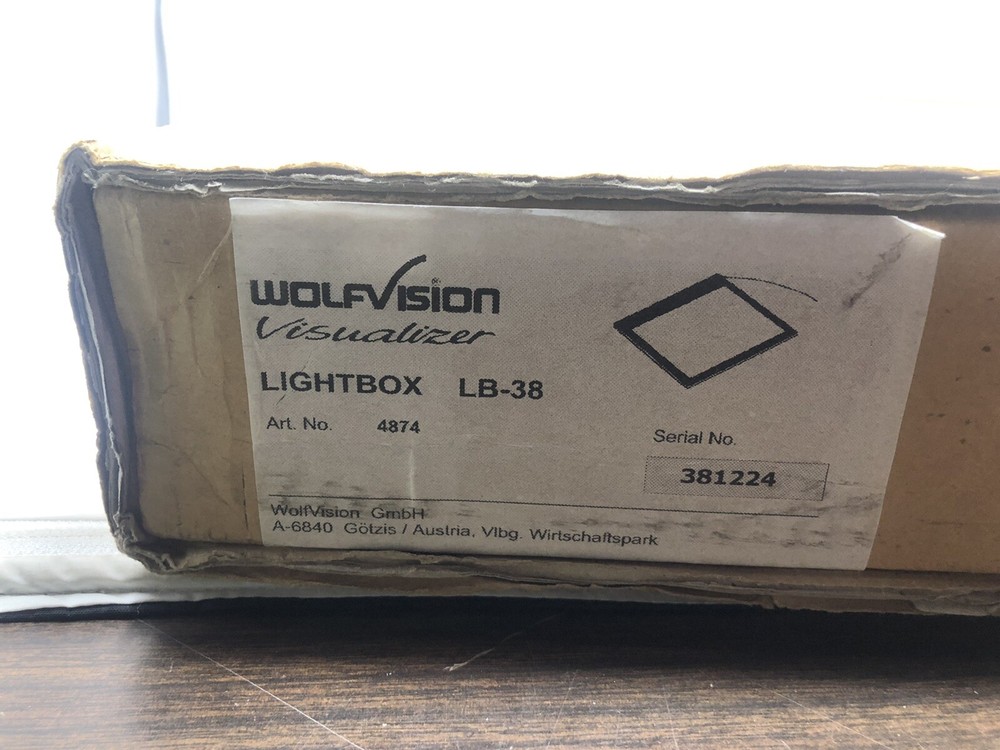 WOLFVISION
Visualizer
LIGHTBOX LB-38
Art. No. 4874
Serial No.
381224
WolfVision GmbH
A-6840 Götzis / Austria, Vlbg. Wirtschaftspark